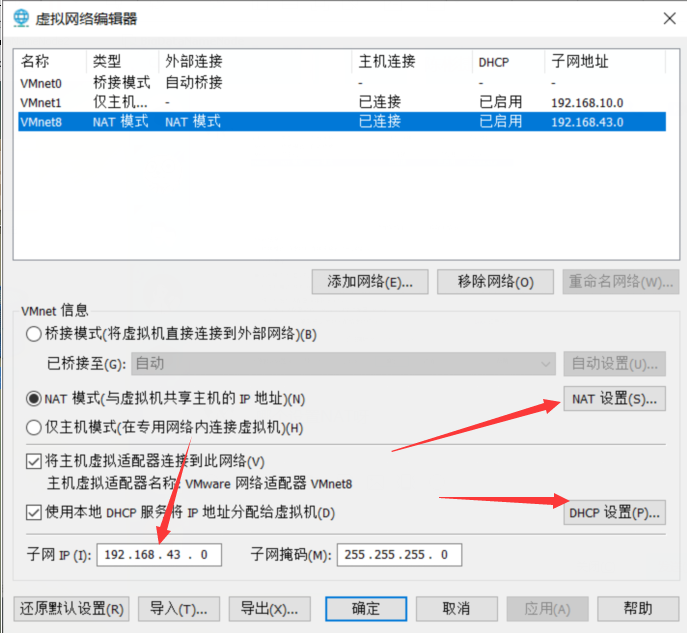 虚拟网络编辑器
名称 类型 外部连接 主机连接 DHCP 子网地址
VMnet0 桥接模式 自动桥接 - - -
VMnet1 仅主机... - 已连接 已启用 192.168.10.0
VMnet8 NAT 模式 NAT 模式 已连接 已启用 192.168.43.0
添加网络(E)... 移除网络(O) 重命名网络(W)...
VMnet 信息
桥接模式(将虚拟机直接连接到外部网络)(B)
已桥接至(G): 自动 自动设置(U)...
NAT 模式(与虚拟机共享主机的 IP 地址)(N) NAT 设置(S)...
仅主机模式(在专用网络内连接虚拟机)(H)
将主机虚拟适配器连接到此网络(V)
主机虚拟适配器名称: VMware 网络适配器 VMnet8
使用本地 DHCP 服务将 IP 地址分配给虚拟机(D) DHCP 设置(P)...
子网 IP (I): 192.168. 43 . 0 子网掩码(M): 255.255.255. 0
还原默认设置(R) 导入(T)... 导出(X)... 确定 取消 应用(A) 帮助